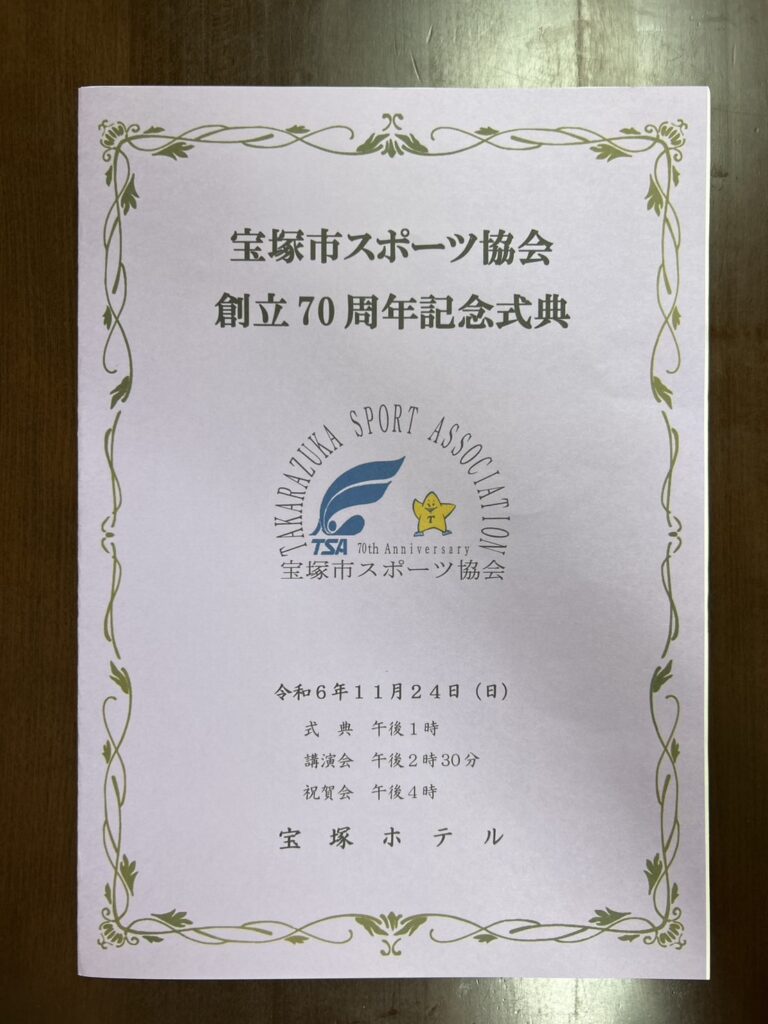 宝塚市スポーツ協会
創立70周年記念式典
TAKARAZUKA SPORT ASSOCIATION
T
TSA 70th Anniversary
宝塚市スポーツ協会
令和6年11月24日(日)
式 典 午後1時
講演会 午後2時30分
祝賀会 午後4時
宝 塚 ホ テ ル